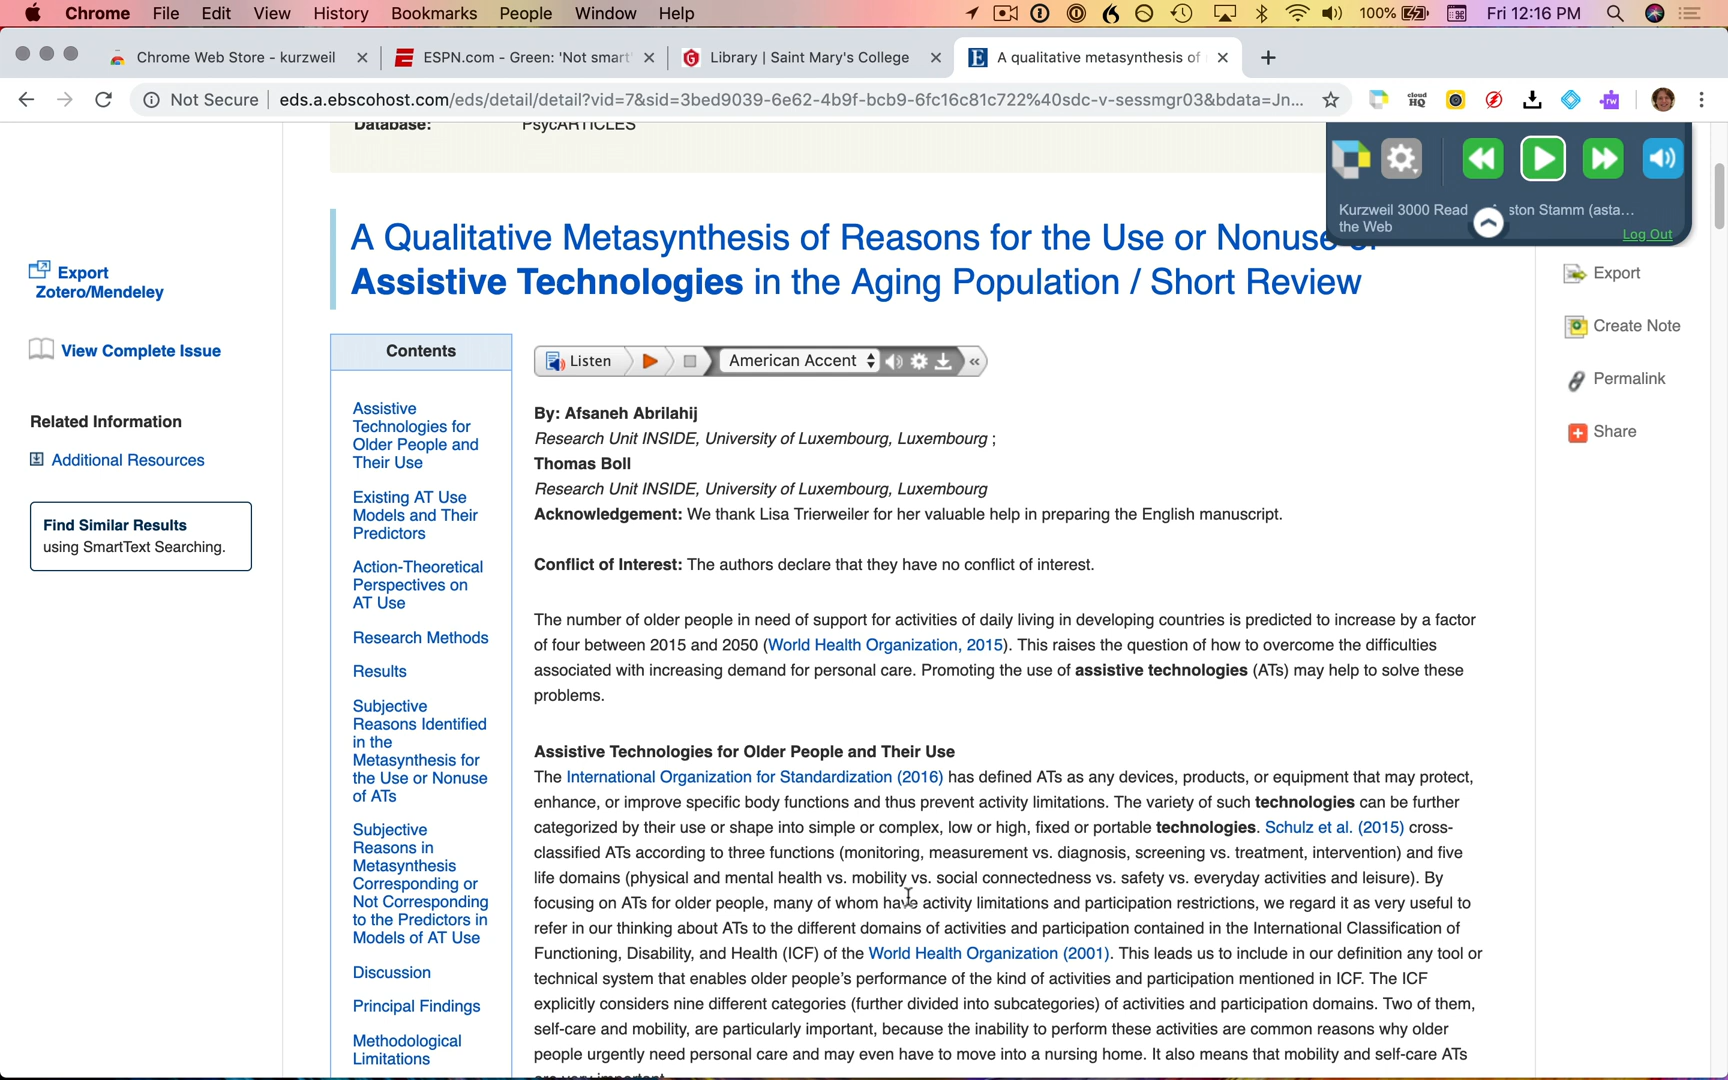 Chrome File Edit View History Bookmarks People Window Help 100% Fri 12:16 PM
Chrome Web Store - kurzweil ESPN.com - Green: 'Not smart' Library | Saint Mary's College A qualitative metasynthesis of
Not Secure eds.a.ebscohost.com/eds/detail/detail?vid=7&sid=3bed9039-6e62-4b9f-bcb9-6fc16c81c722%40sdc-v-sessmgr03&bdata=Jn... cloud HQ rw
Database: PsycARTICLES
Kurzweil 3000 Read
the Web
ston Stamm (asta...
Log Out
A Qualitative Metasynthesis of Reasons for the Use or Nonuse of
Assistive Technologies in the Aging Population / Short Review
Export
Zotero/Mendeley
View Complete Issue
Related Information
Additional Resources
Find Similar Results
using SmartText Searching.
Contents
Assistive
Technologies for
Older People and
Their Use
Existing AT Use
Models and Their
Predictors
Action-Theoretical
Perspectives on
AT Use
Research Methods
Results
Subjective
Reasons Identified
in the
Metasynthesis for
the Use or Nonuse
of ATs
Subjective
Reasons in
Metasynthesis
Corresponding or
Not Corresponding
to the Predictors in
Models of AT Use
Discussion
Principal Findings
Methodological
Limitations
Listen American Accent
By: Afsaneh Abrilahij
Research Unit INSIDE, University of Luxembourg, Luxembourg ;
Thomas Boll
Research Unit INSIDE, University of Luxembourg, Luxembourg
Acknowledgement: We thank Lisa Trierweiler for her valuable help in preparing the English manuscript.
Conflict of Interest: The authors declare that they have no conflict of interest.
The number of older people in need of support for activities of daily living in developing countries is predicted to increase by a factor
of four between 2015 and 2050 (World Health Organization, 2015). This raises the question of how to overcome the difficulties
associated with increasing demand for personal care. Promoting the use of assistive technologies (ATs) may help to solve these
problems.
Assistive Technologies for Older People and Their Use
The International Organization for Standardization (2016) has defined ATs as any devices, products, or equipment that may protect,
enhance, or improve specific body functions and thus prevent activity limitations. The variety of such technologies can be further
categorized by their use or shape into simple or complex, low or high, fixed or portable technologies. Schulz et al. (2015) cross-
classified ATs according to three functions (monitoring, measurement vs. diagnosis, screening vs. treatment, intervention) and five
life domains (physical and mental health vs. mobility vs. social connectedness vs. safety vs. everyday activities and leisure). By
focusing on ATs for older people, many of whom have activity limitations and participation restrictions, we regard it as very useful to
refer in our thinking about ATs to the different domains of activities and participation contained in the International Classification of
Functioning, Disability, and Health (ICF) of the World Health Organization (2001). This leads us to include in our definition any tool or
technical system that enables older people's performance of the kind of activities and participation mentioned in ICF. The ICF
explicitly considers nine different categories (further divided into subcategories) of activities and participation domains. Two of them,
self-care and mobility, are particularly important, because the inability to perform these activities are common reasons why older
people urgently need personal care and may even have to move into a nursing home. It also means that mobility and self-care ATs
are very important.
Export
Create Note
Permalink
Share